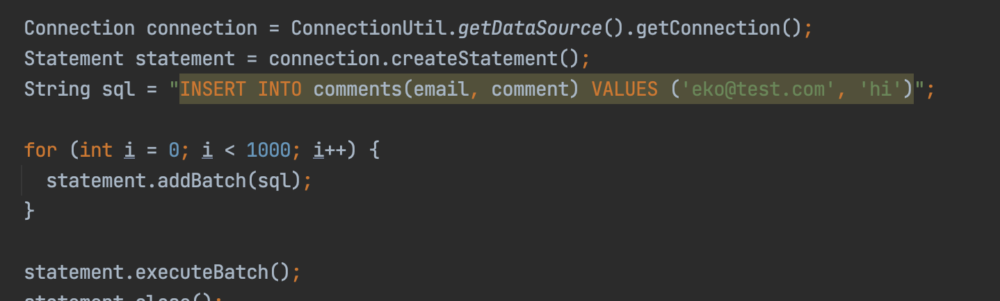 Connection connection = ConnectionUtil.getDataSource().getConnection();
Statement statement = connection.createStatement();
String sql = "INSERT INTO comments(email, comment) VALUES ('eko@test.com', 'hi')";
for (int i = 0; i < 1000; i++) {
statement.addBatch(sql);
}
statement.executeBatch();
statement.close();